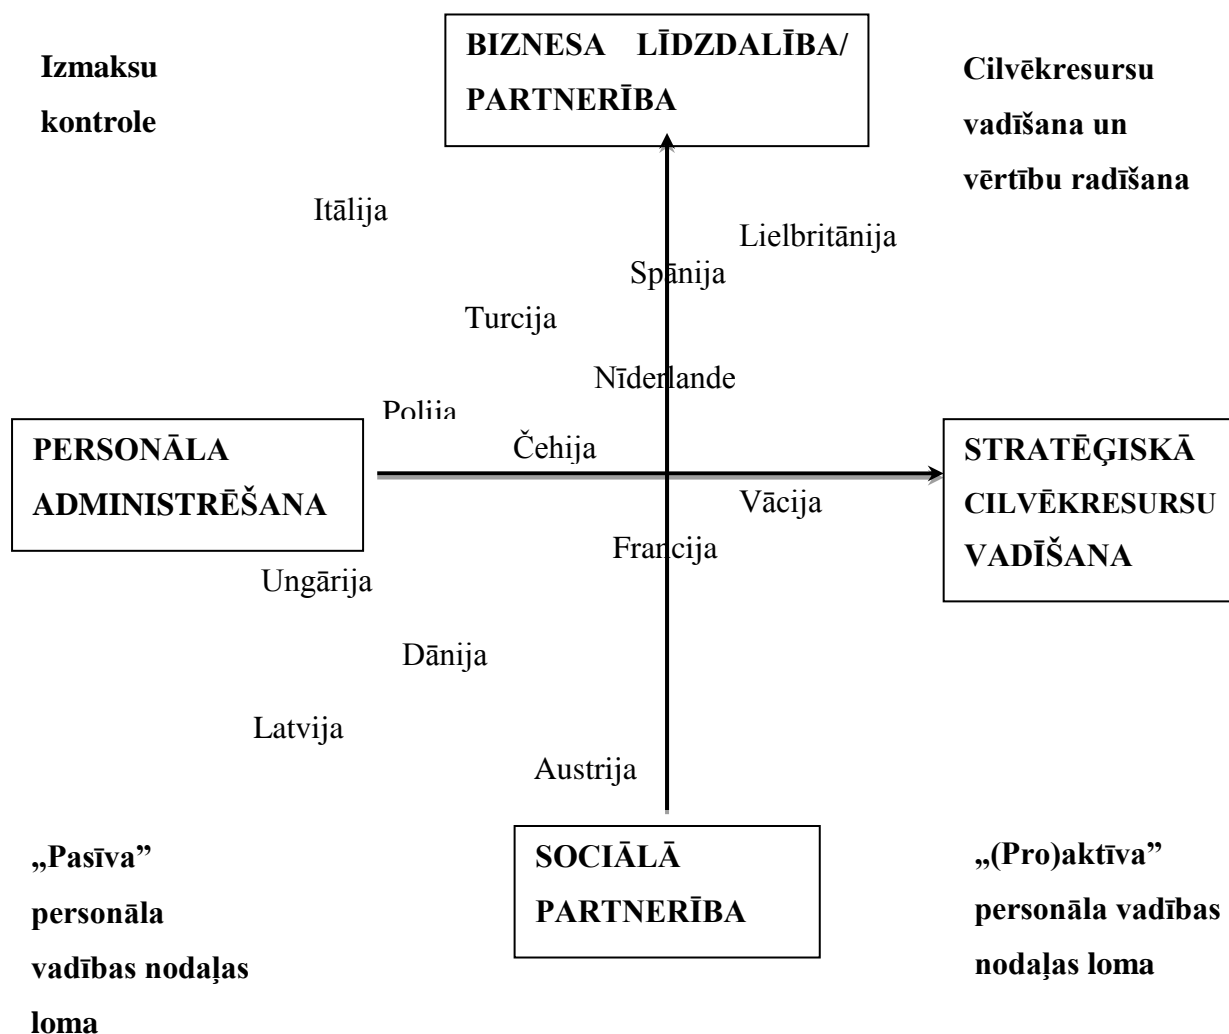 Izmaksu
kontrole
BIZNESA LĪDZDALĪBA/
PARTNERĪBA
Cilvēkresursu
vadīšana un
vērtību radīšana
Itālija
Lielbritānija
Spānija
Turcija
Nīderlande
Polija
Čehija
PERSONĀLA
ADMINISTRĒŠANA
STRATĒĢISKĀ
CILVĒKRESURSU
VADĪŠANA
Vācija
Francija
Ungārija
Dānija
Latvija
Austrija
„Pasīva”
personāla
vadības nodaļas
loma
SOCIĀLĀ
PARTNERĪBA
„(Pro)aktīva”
personāla vadības
nodaļas loma